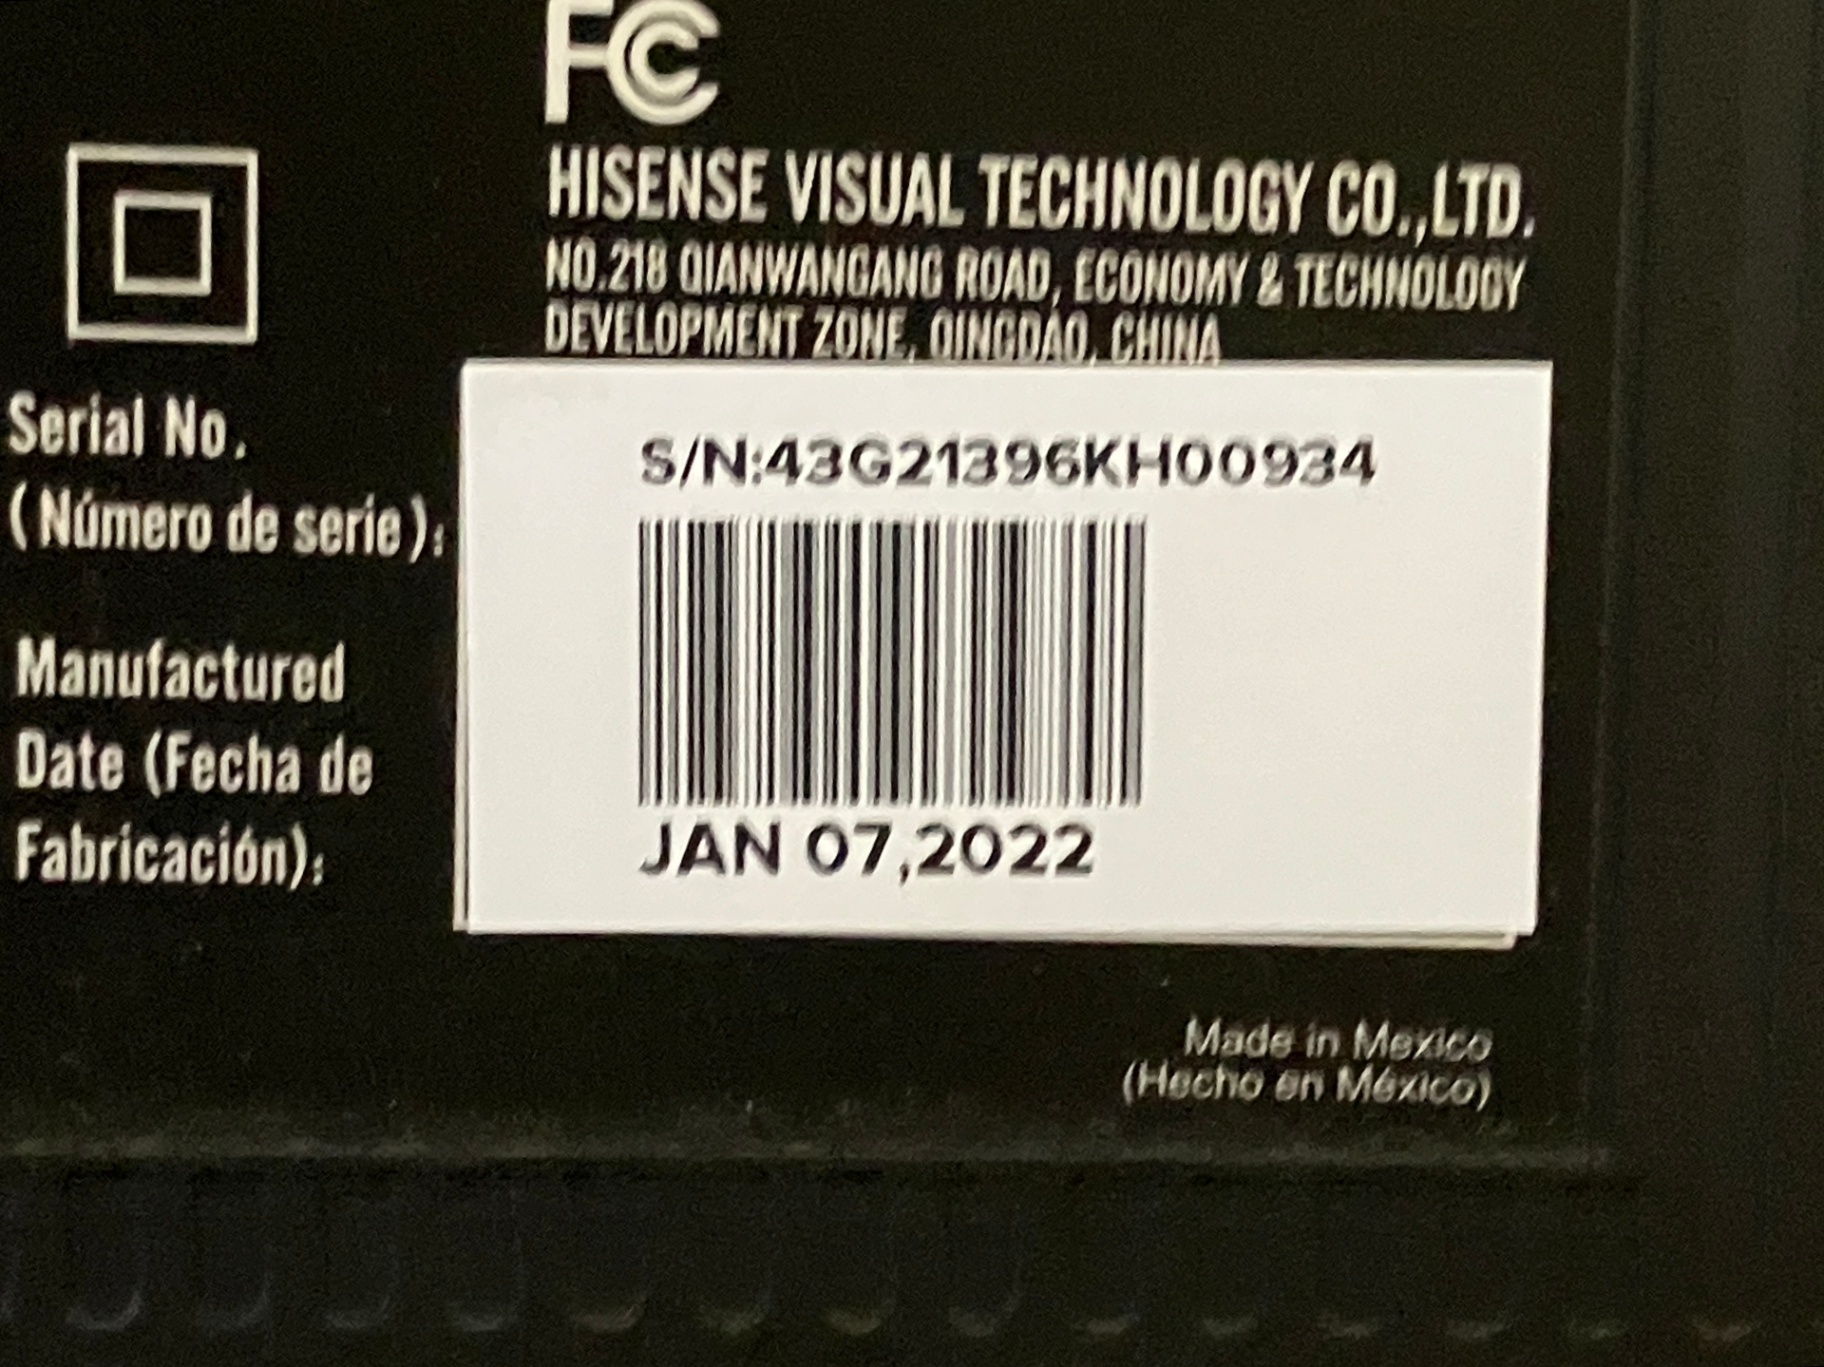 FC
HISENSE VISUAL TECHNOLOGY CO.,LTD.
NO.218 QIANWANGANG ROAD, ECONOMY & TECHNOLOGY
DEVELOPMENT ZONE, QINGDAO, CHINA
Serial No.
(Número de serie):
S/N:43G21396KH00934
Manufactured
Date (Fecha de
Fabricación):
JAN 07,2022
Made in Mexico
(Hecho en México)